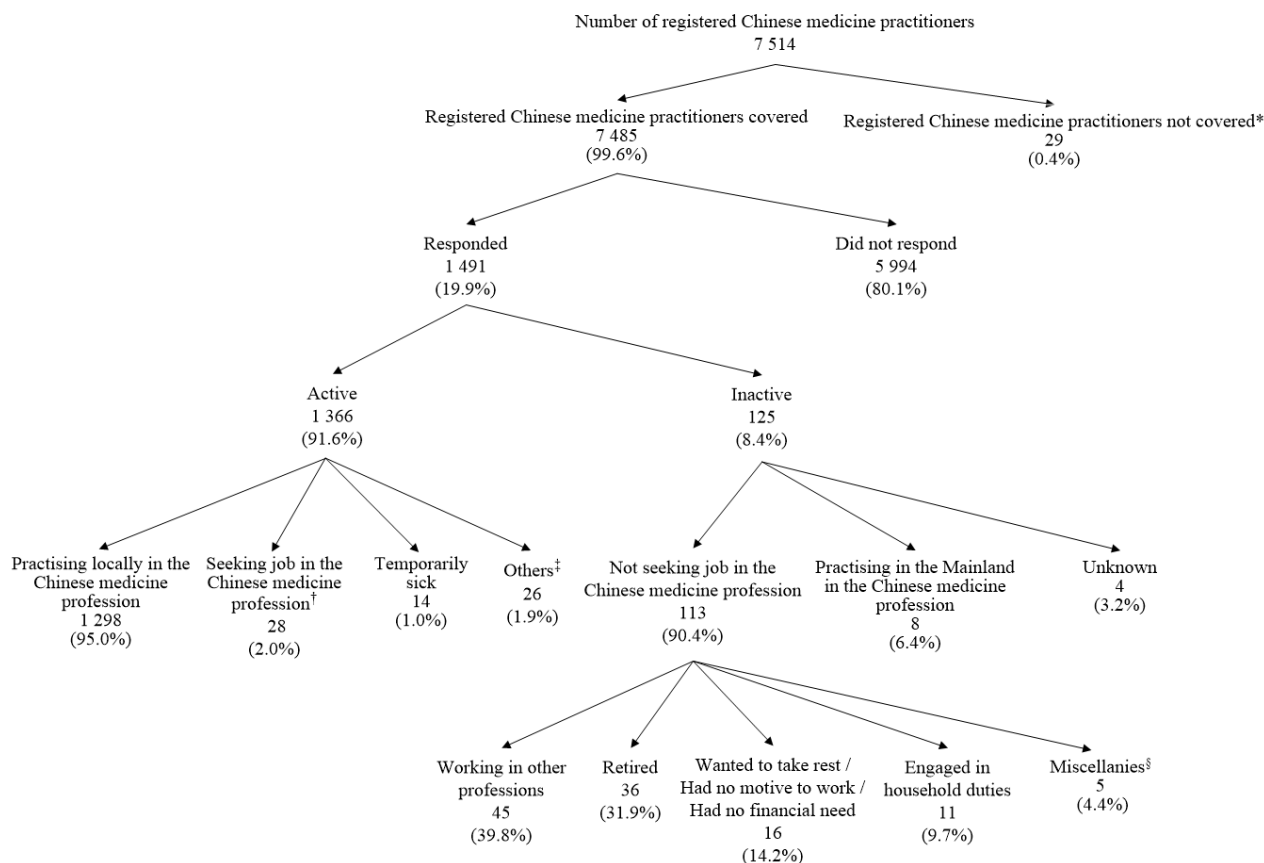 Number of registered Chinese medicine practitioners
7 514
Registered Chinese medicine practitioners covered
7 485
(99.6%)
Registered Chinese medicine practitioners not covered*
29
(0.4%)
Responded
1 491
(19.9%)
Did not respond
5 994
(80.1%)
Active
1 366
(91.6%)
Inactive
125
(8.4%)
Practising locally in the
Chinese medicine
profession
1 298
(95.0%)
Seeking job in the
Chinese medicine
profession†
28
(2.0%)
Temporarily
sick
14
(1.0%)
Others‡
26
(1.9%)
Not seeking job in the
Chinese medicine profession
113
(90.4%)
Practising in the Mainland
in the Chinese medicine
profession
8
(6.4%)
Unknown
4
(3.2%)
Working in other
professions
45
(39.8%)
Retired
36
(31.9%)
Wanted to take rest /
Had no motive to work /
Had no financial need
16
(14.2%)
Engaged in
household duties
11
(9.7%)
Miscellanies§
5
(4.4%)